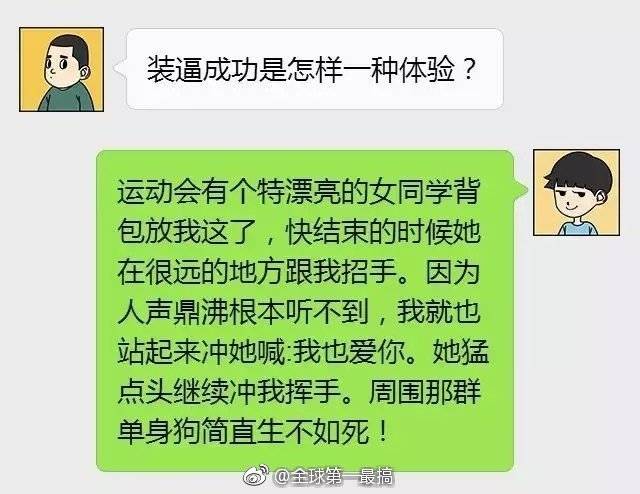 装逼成功是怎样一种体验？
运动会有个特漂亮的女同学背
包放我这了，快结束的时候她
在很远的地方跟我招手。因为
人声鼎沸根本听不到，我就也
站起来冲她喊:我也爱你。她猛
点头继续冲我挥手。周围那群
单身狗简直生不如死！
@全球第一最搞